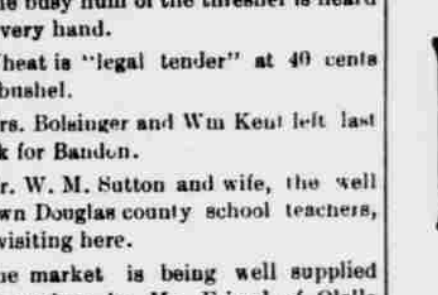 e busy hum of the thresher is heard
very hand.
heat is "legal tender" at 40 cents
bushel.
rs. Bolsinger and Wm Kent left last
k for Bandon.
r. W. M. Sutton and wife, the well
wn Douglas county school teachers,
visiting here.
he market is being well supplied